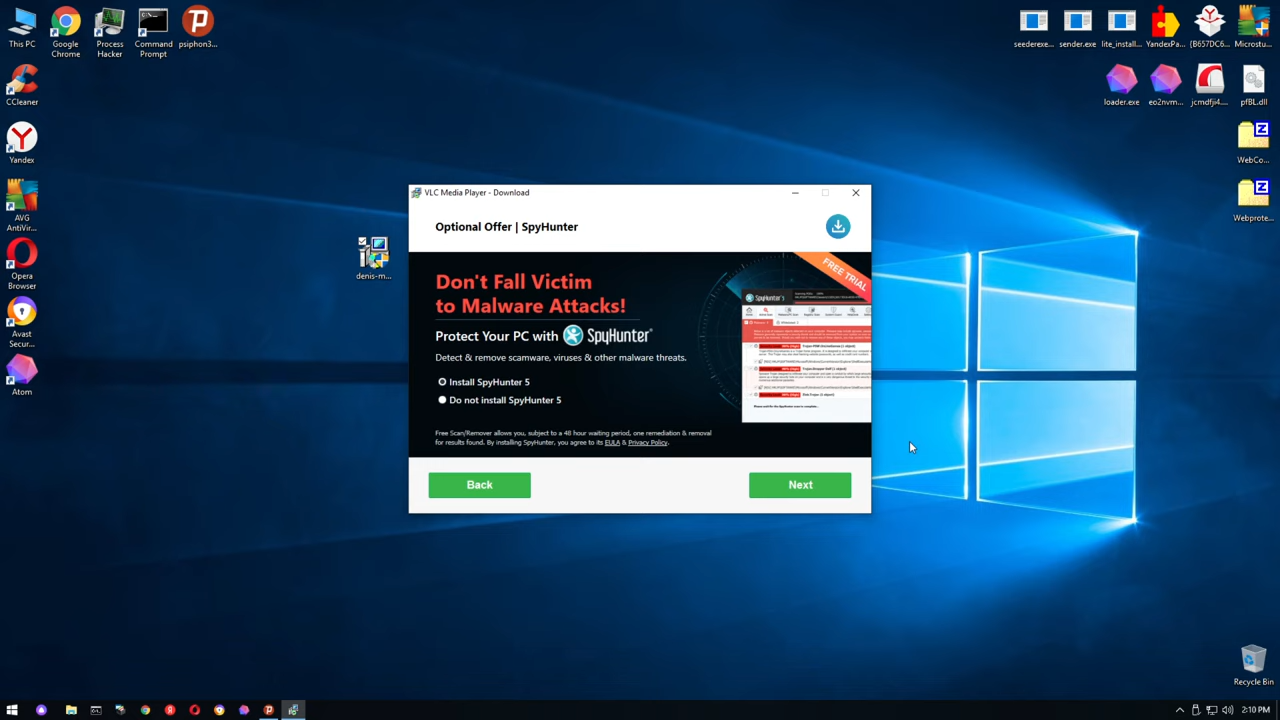 This PC
Google
Chrome
Process
Hacker
Command
Prompt
psiphon3...
CCleaner
Yandex
AVG
AntiVir...
Opera
Browser
Avast
Secur...
Atom
denis-m...
VLC Media Player - Download
Optional Offer | SpyHunter
FREE TRIAL
Don't Fall Victim
to Malware Attacks!
Protect Your PC with SpyHunter
Detect & remove scamware, viruses & other malware threats.
Install SpyHunter 5
Do not install SpyHunter 5
Free Scan/Remover allows you, subject to a 48 hour waiting period, one remediation & removal
for results found. By installing SpyHunter, you agree to its EULA & Privacy Policy.
SpyHunter 5
Back
Next
seederexe...
sender.exe
lite_install...
YandexPa...
{B657DC6...
Microstu...
loader.exe
eo2nvm...
jcmdfji4....
pfBL.dll
WebCo...
Webprote...
Recycle Bin
2:10 PM